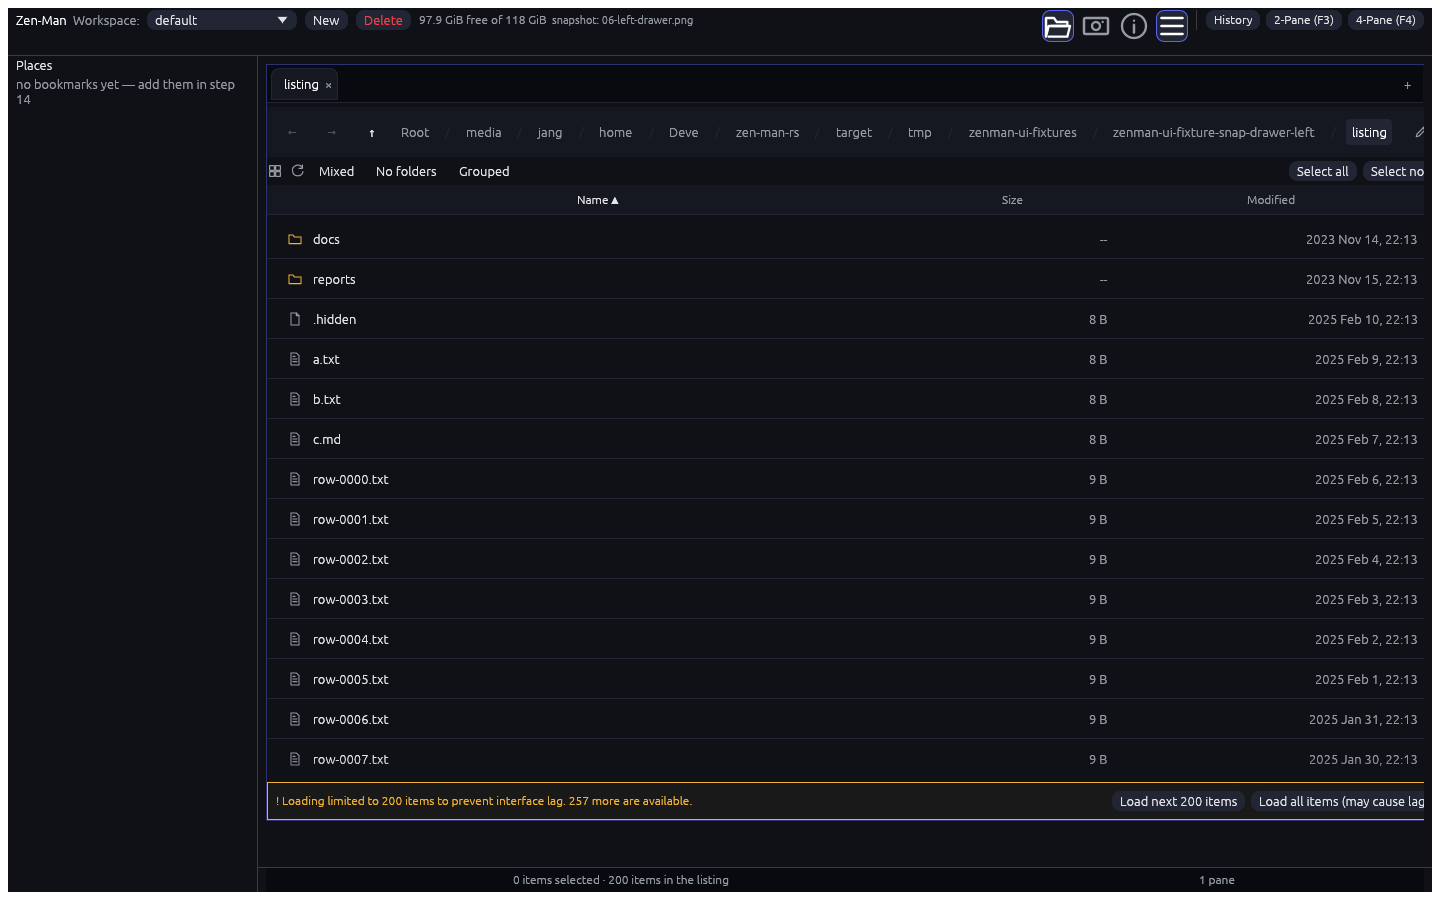 Zen-Man Workspace: default New Delete 97.9 GiB free of 118 GiB snapshot: 06-left-drawer.png History 2-Pane (F3) 4-Pane (F4)
Places
no bookmarks yet — add them in step
14
listing × +
← → ↑ Root / media / jang / home / Deve / zen-man-rs / target / tmp / zenman-ui-fixtures / zenman-ui-fixture-snap-drawer-left / listing
Mixed No folders Grouped Select all Select no
Name ▲ Size Modified
docs -- 2023 Nov 14, 22:13
reports -- 2023 Nov 15, 22:13
.hidden 8 B 2025 Feb 10, 22:13
a.txt 8 B 2025 Feb 9, 22:13
b.txt 8 B 2025 Feb 8, 22:13
c.md 8 B 2025 Feb 7, 22:13
row-0000.txt 9 B 2025 Feb 6, 22:13
row-0001.txt 9 B 2025 Feb 5, 22:13
row-0002.txt 9 B 2025 Feb 4, 22:13
row-0003.txt 9 B 2025 Feb 3, 22:13
row-0004.txt 9 B 2025 Feb 2, 22:13
row-0005.txt 9 B 2025 Feb 1, 22:13
row-0006.txt 9 B 2025 Jan 31, 22:13
row-0007.txt 9 B 2025 Jan 30, 22:13
! Loading limited to 200 items to prevent interface lag. 257 more are available. Load next 200 items Load all items (may cause lag
0 items selected · 200 items in the listing 1 pane